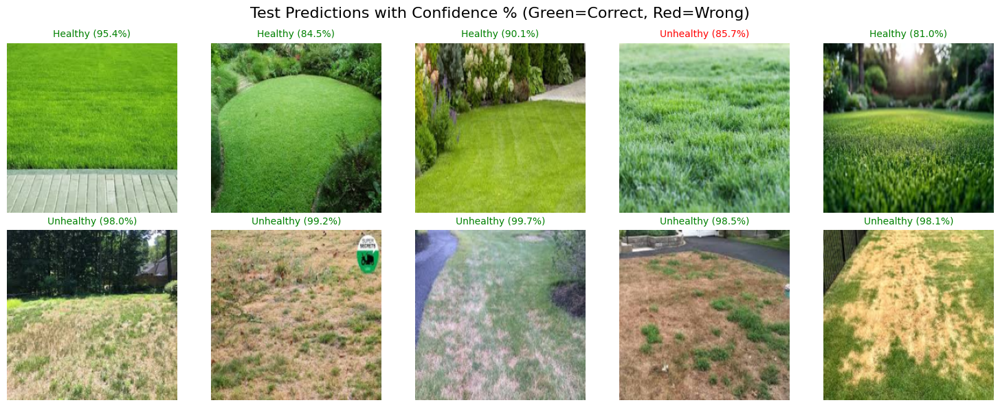 Test Predictions with Confidence % (Green=Correct, Red=Wrong)
Healthy (95.4%)
Healthy (84.5%)
Healthy (90.1%)
Unhealthy (85.7%)
Healthy (81.0%)
Unhealthy (98.0%)
Unhealthy (99.2%)
Unhealthy (99.7%)
Unhealthy (98.5%)
Unhealthy (98.1%)
SUPER
SECRETS